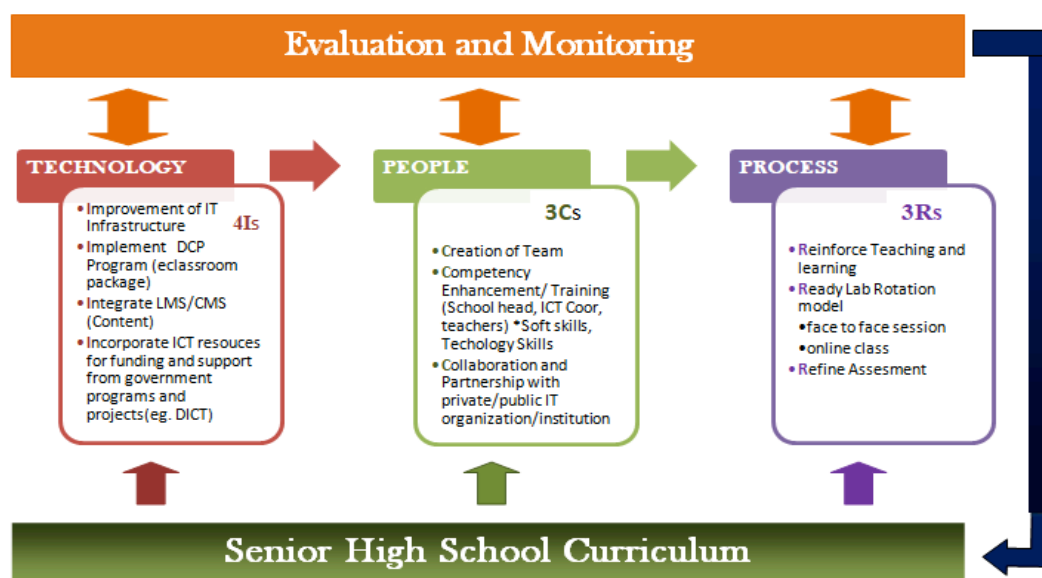 Evaluation and Monitoring
TECHNOLOGY
4Is
•Improvement of IT
Infrastructure
•Implement DCP
Program (eclassroom
package)
•Integrate LMS/CMS
(Content)
•Incorporate ICT resouces
for funding and support
from government
programs and
projects(eg. DICT)
PEOPLE
3Cs
•Creation of Team
•Competency
Enhancement/ Training
(School head, ICT Coor,
teachers) *Soft skills,
Techology Skills
•Collaboration and
Partnership with
private/public IT
organization/institution
PROCESS
3Rs
•Reinforce Teaching and
learning
•Ready Lab Rotation
model
•face to face session
•online class
•Refine Assesment
Senior High School Curriculum